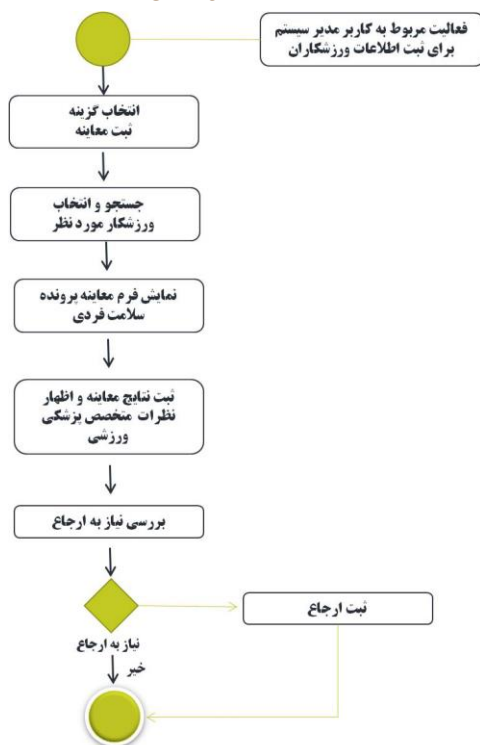 فعالیت مربوط به کاربر مدیر سیستم
برای ثبت اطلاعات ورزشکاران
انتخاب گزینه
ثبت معاینه
جستجو و انتخاب
ورزشکار مورد نظر
نمایش فرم معاینه پرونده
سلامت فردی
ثبت نتایج معاینه و اظهار
نظرات متخصص پزشکی
ورزشی
بررسی نیاز به ارجاع
ثبت ارجاع
نیاز به ارجاع
خیر